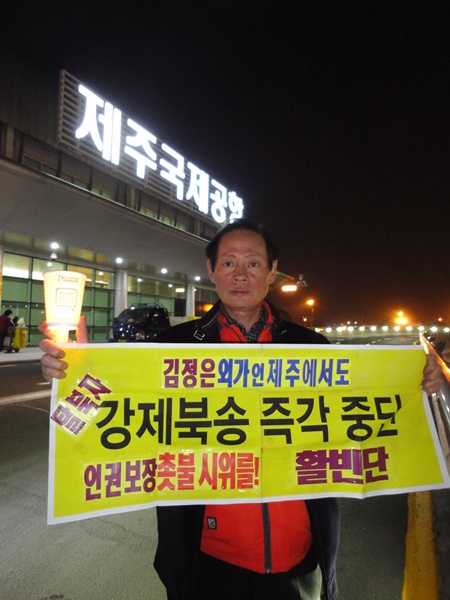 제주국제공항
김정은외가인제주에서도
강제북송 즉각 중단
인권보장촛불시위를! 활빈단